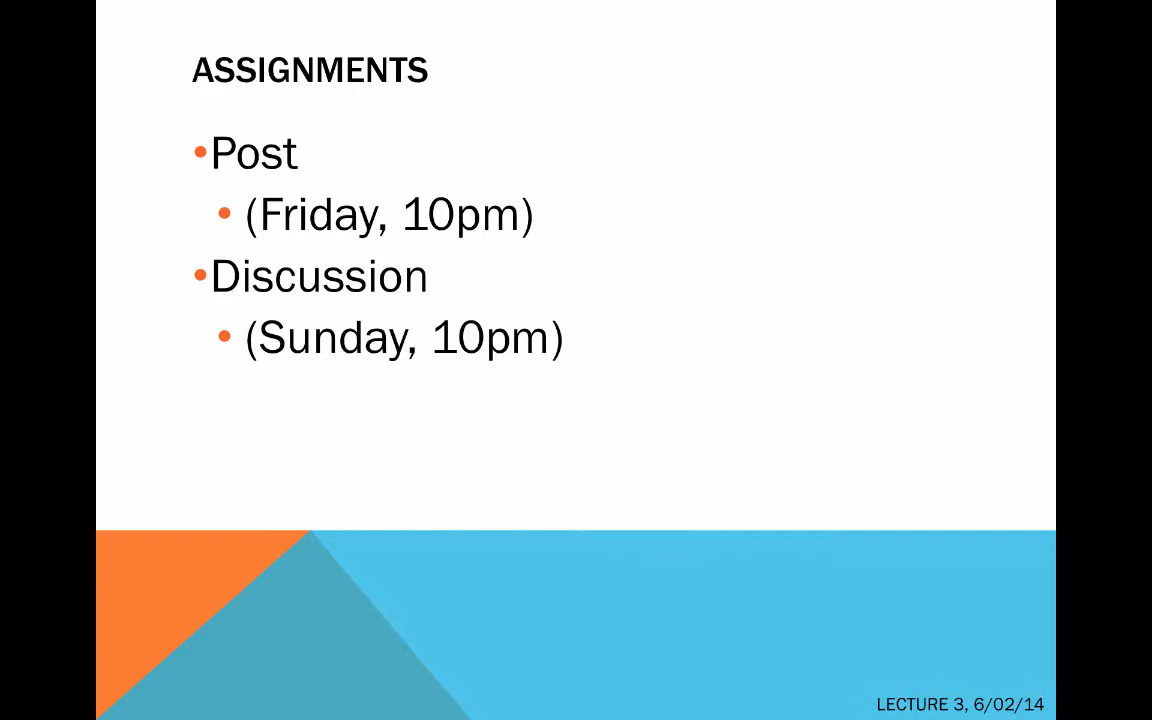 ASSIGNMENTS
•Post
• (Friday, 10pm)
•Discussion
• (Sunday, 10pm)
LECTURE 3, 6/02/14